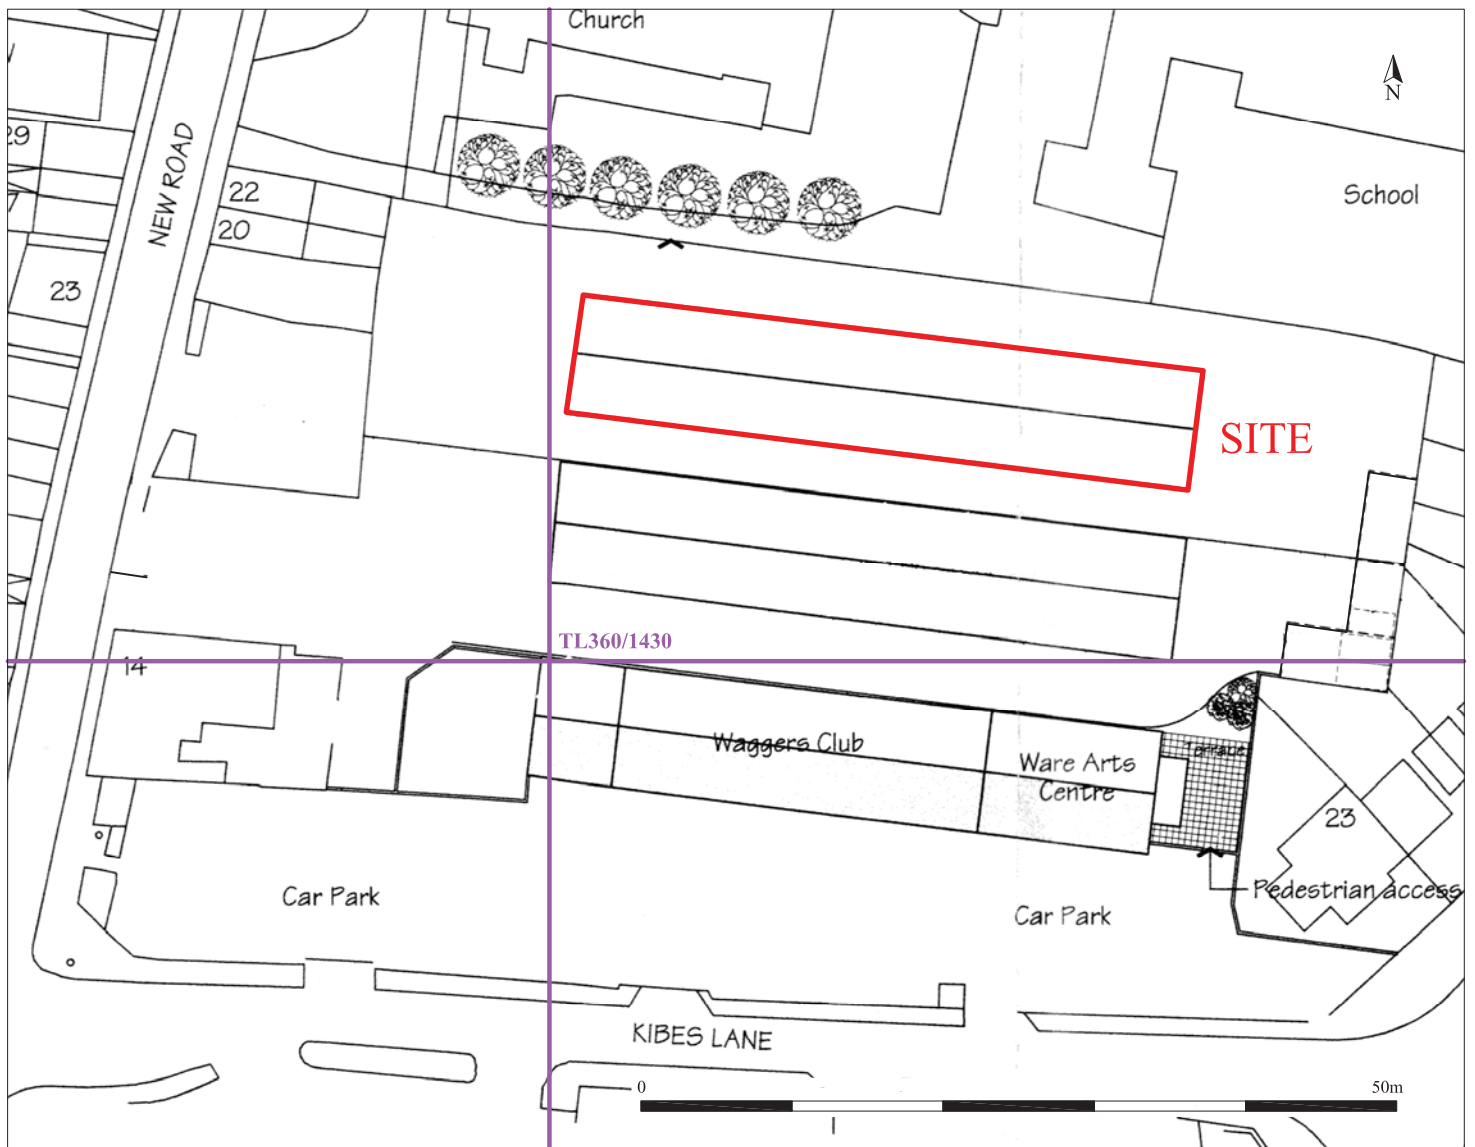 Church
N
29
NEW ROAD
22
School
20
23
SITE
TL360/1430
14
Waggers Club
Terrace
Ware Arts
Centre
23
Car Park
Pedestrian access
Car Park
KIBES LANE
0
50m